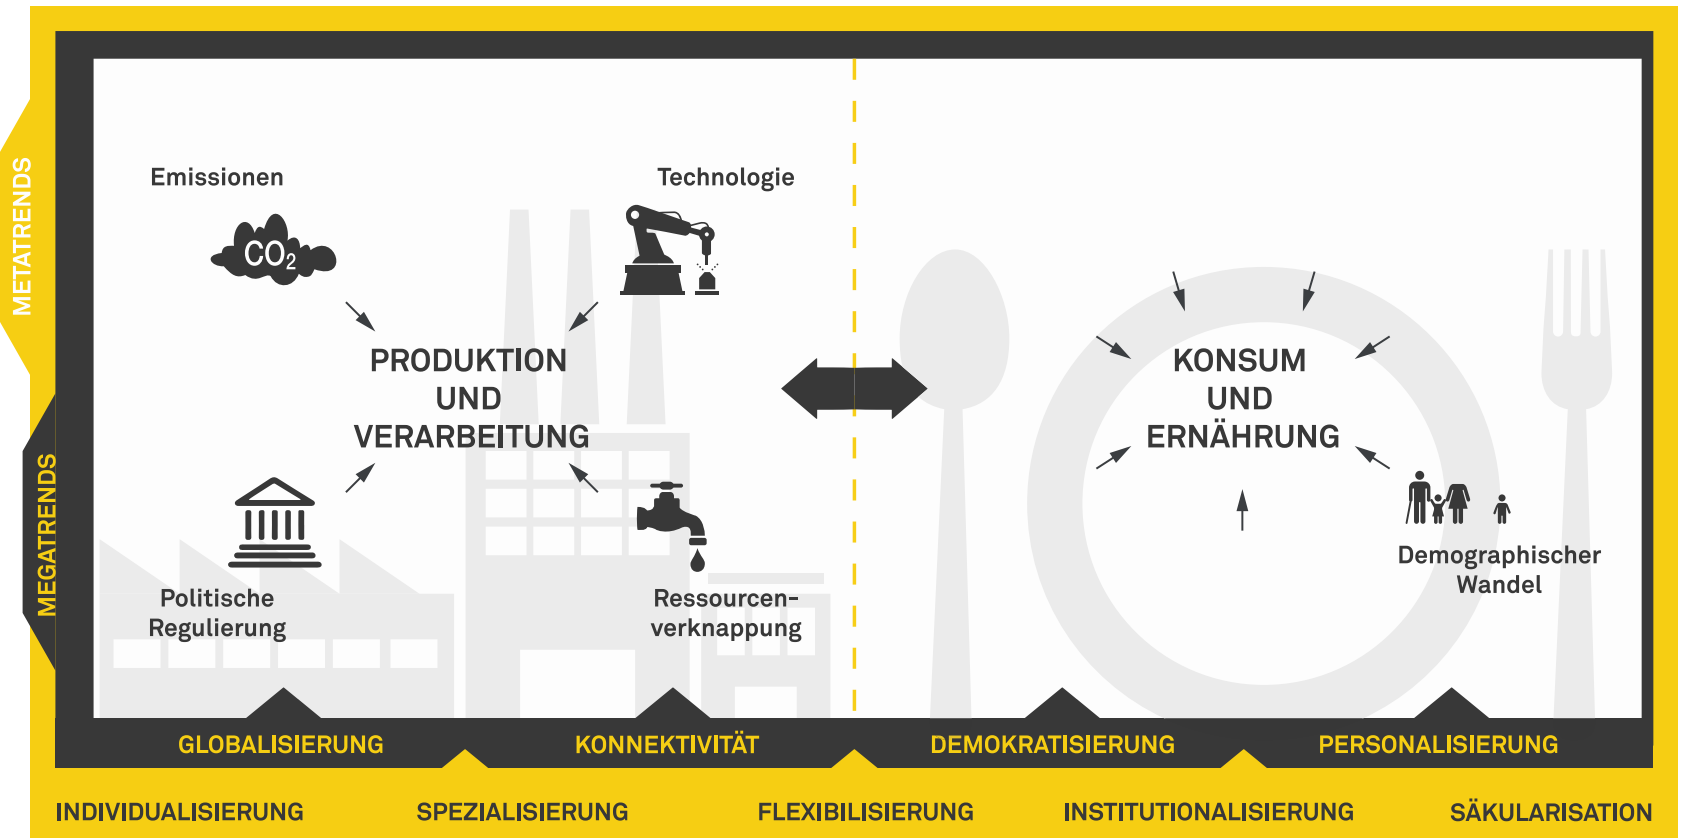 METATRENDS
MEGATRENDS
Emissionen
CO₂
Technologie
PRODUKTION
UND
VERARBEITUNG
Politische
Regulierung
Ressourcen-
verknappung
KONSUM
UND
ERNÄHRUNG
Demographischer
Wandel
GLOBALISIERUNG
KONNEKTIVITÄT
DEMOKRATISIERUNG
PERSONALISIERUNG
INDIVIDUALISIERUNG
SPEZIALISIERUNG
FLEXIBILISIERUNG
INSTITUTIONALISIERUNG
SÄKULARISATION